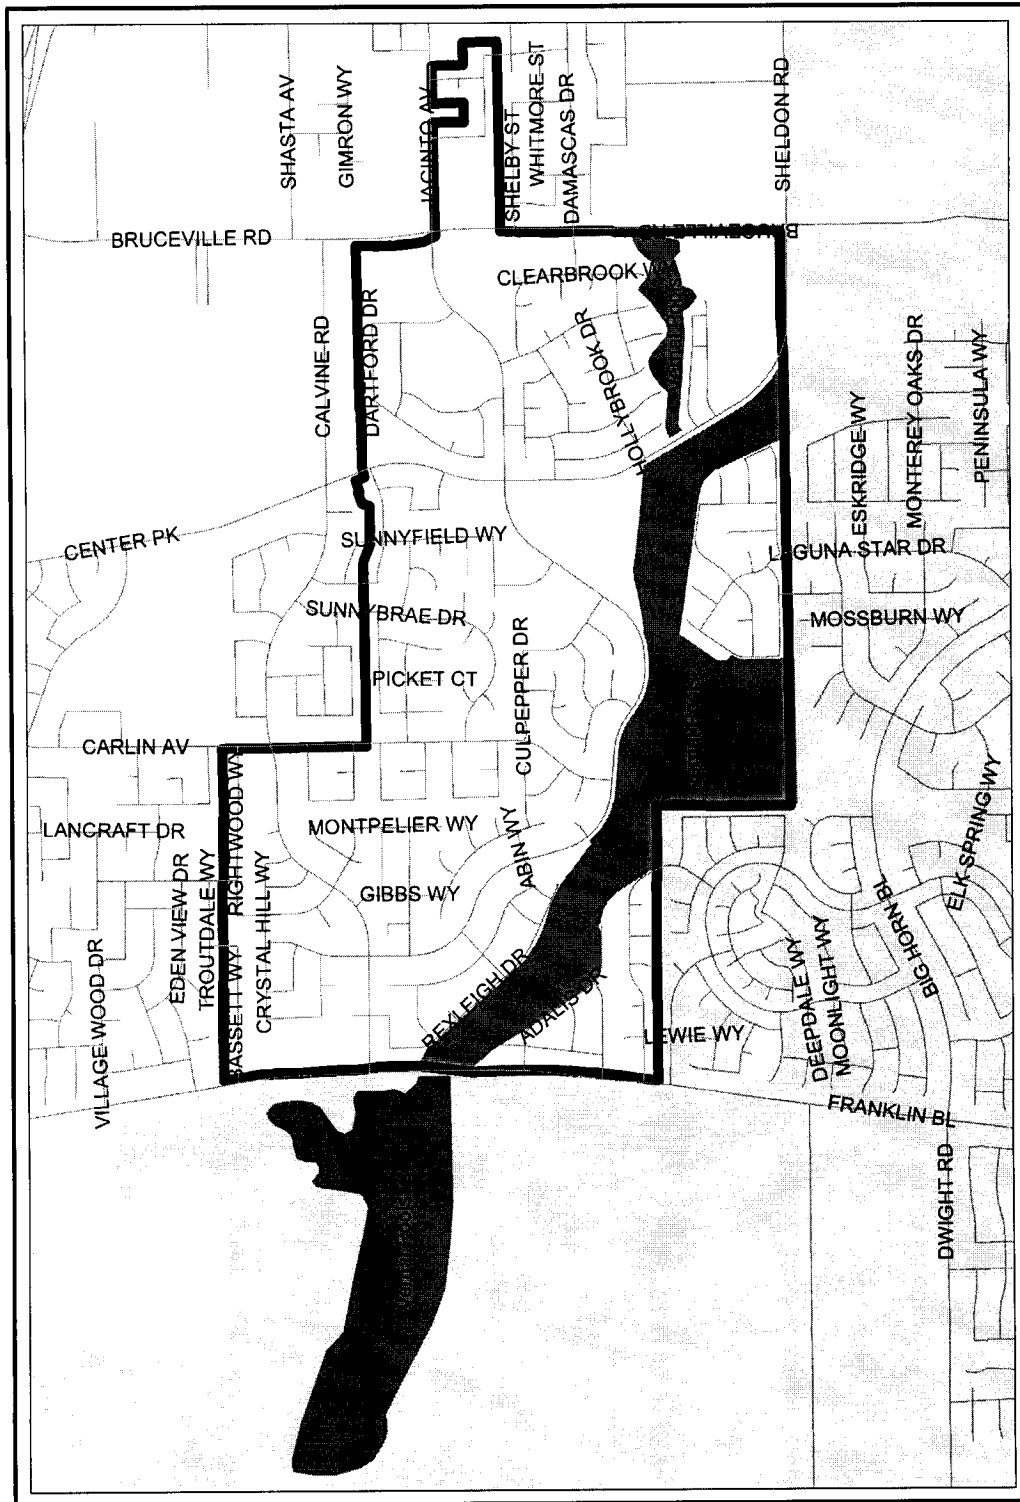 SHASTA AV
GIMRON WY
JACINTO AV
SHELBY ST
WHITMORE ST
DAMASCAS DR
SHELDON RD
BRUCEVILLE RD
BRUCEVILLE RD
CLEARBROOK WY
CALVINE RD
DARTFORD DR
HOLLYBROOK DR
ESKRIDGE WY
MONTEREY OAKS DR
PENINSULA WY
CENTER PK
SUNNYFIELD WY
LAGUNA STAR DR
SUNNYBRAE DR
MOSSBURN WY
PICKET CT
CULPEPPER DR
CARLIN AV
RIGHTWOOD WY
LANCRAFT DR
MONTPELIER WY
ABIN WY
ELK SPRING WY
EDEN VIEW DR
TROUTDALE WY
CRYSTAL HILL WY
GIBBS WY
BIG HORN BL
VILLAGE WOOD DR
BASSETT WY
REXLEIGH DR
ADALIS DR
LEWIE WY
DEEPDALE WY
MOONLIGHT WY
FRANKLIN BL
DWIGHT RD